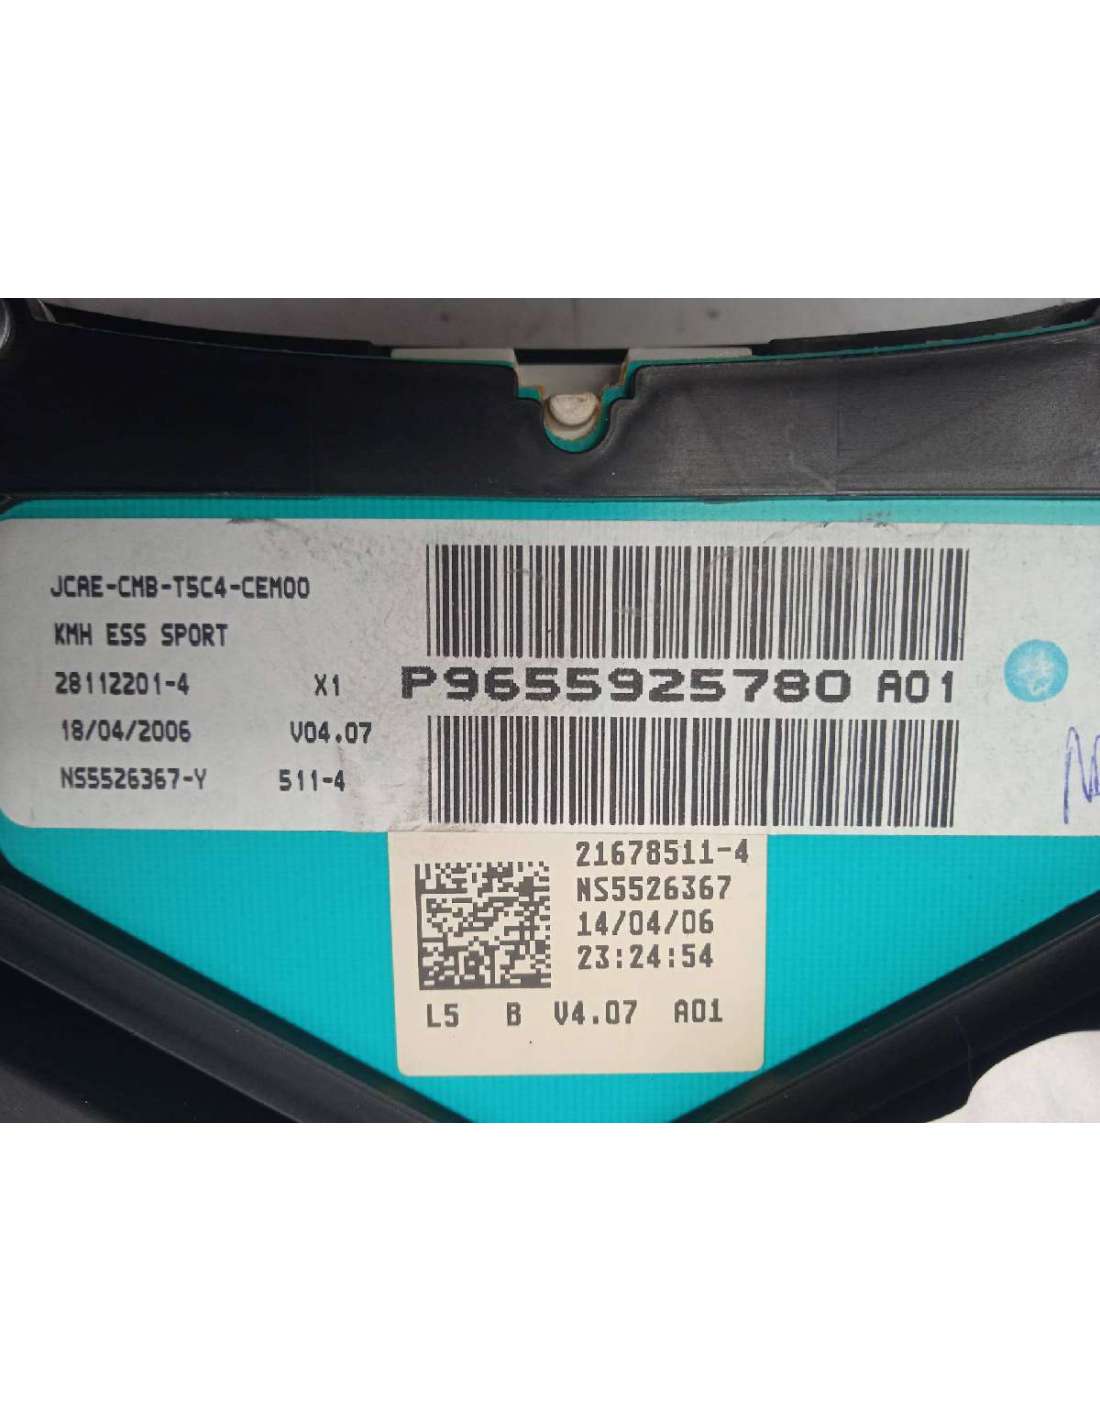 JCAE-CMB-T5C4-CEM00
KMH ESS SPORT
28112201-4 X1
18/04/2006 V04.07
NS5526367-Y 511-4
P9655925780 A01
21678511-4
NS5526367
14/04/06
23:24:54
L5 B V4.07 A01